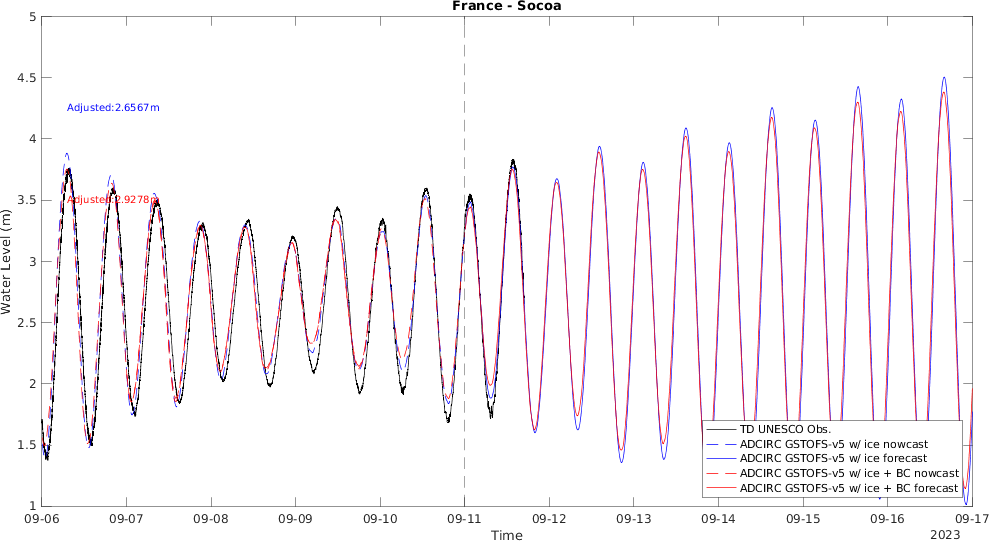 France - Socoa
5
4.5
4
3.5
3
2.5
2
1.5
1
Water Level (m)
Adjusted:2.6567m
Adjusted:2.9278m
TD UNESCO Obs.
ADCIRC GSTOFS-v5 w/ ice nowcast
ADCIRC GSTOFS-v5 w/ ice forecast
ADCIRC GSTOFS-v5 w/ ice + BC nowcast
ADCIRC GSTOFS-v5 w/ ice + BC forecast
09-06 09-07 09-08 09-09 09-10 09-11 09-12 09-13 09-14 09-15 09-16 09-17
Time
2023